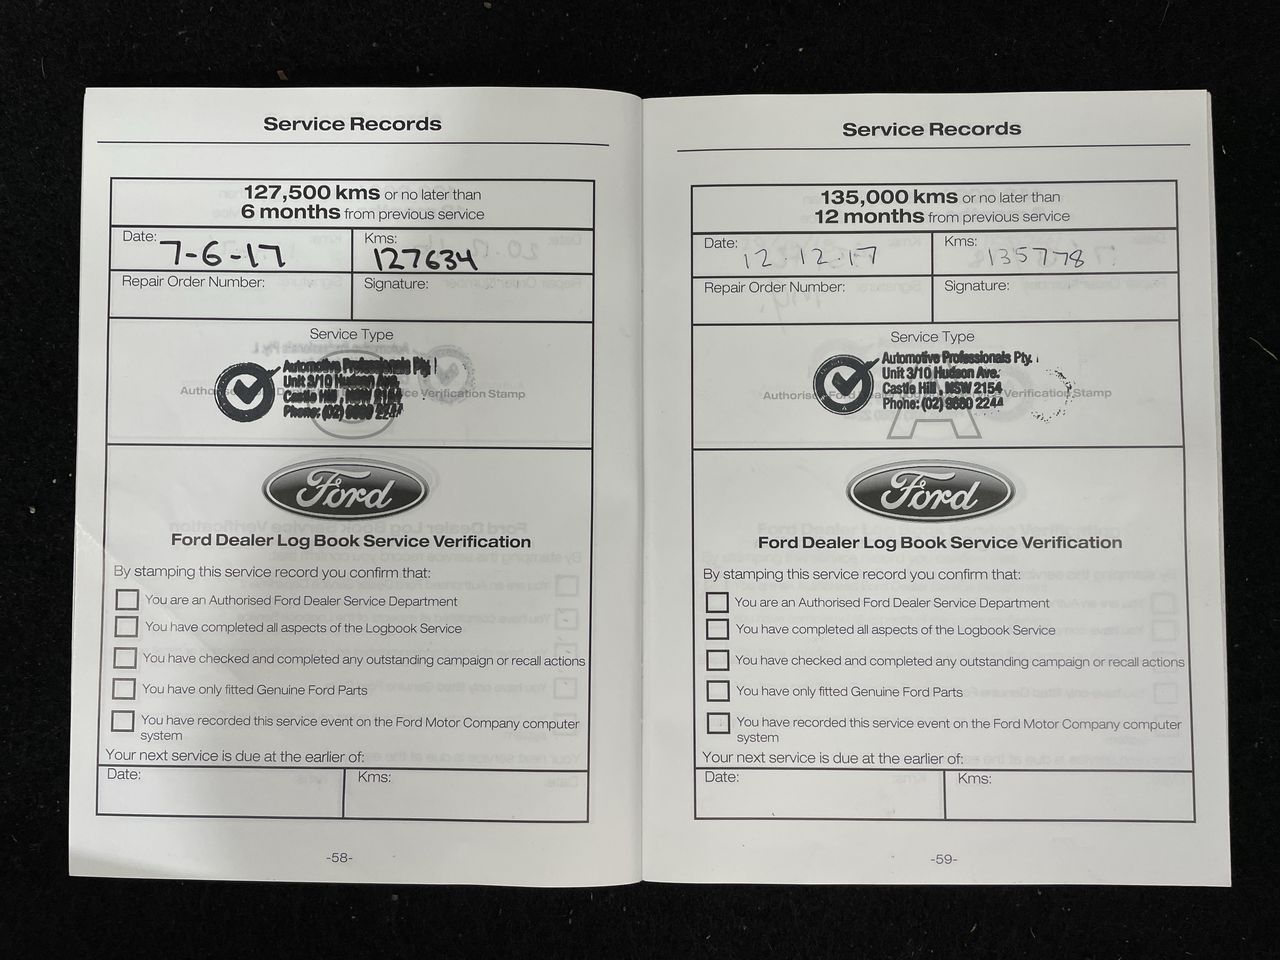 Service Records
127,500 kms or no later than
6 months from previous service
Date: 7-6-17
Kms: 127634
Repair Order Number:
Signature:
Service Type
Automotive Professionals Pty.
Unit 3/10 Hudson Ave.
Castle Hill, NSW 2154
Phone: (02) 9680 2244
Verification Stamp
Ford
Ford Dealer Log Book Service Verification
By stamping this service record you confirm that:
You are an Authorised Ford Dealer Service Department
You have completed all aspects of the Logbook Service
You have checked and completed any outstanding campaign or recall actions
You have only fitted Genuine Ford Parts
You have recorded this service event on the Ford Motor Company computer
system
Your next service is due at the earlier of:
Date:
Kms:
-58-
Service Records
135,000 kms or no later than
12 months from previous service
Date: 12.12.17
Kms: 135778
Repair Order Number:
Signature:
Service Type
Automotive Professionals Pty.
Unit 3/10 Hudson Ave.
Castle Hill, NSW 2154
Phone: (02) 9680 2244
Verification Stamp
Ford
Ford Dealer Log Book Service Verification
By stamping this service record you confirm that:
You are an Authorised Ford Dealer Service Department
You have completed all aspects of the Logbook Service
You have checked and completed any outstanding campaign or recall actions
You have only fitted Genuine Ford Parts
You have recorded this service event on the Ford Motor Company computer
system
Your next service is due at the earlier of:
Date:
Kms:
-59-